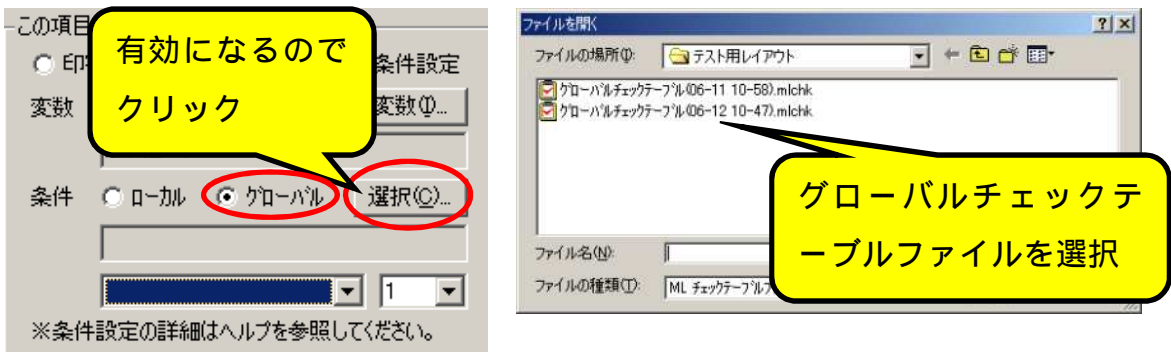 この項目
印
条件設定
変数
変数(I)...
条件
ローカル
グローバル
選択(C)...
1
※条件設定の詳細はヘルプを参照してください。
有効になるので
クリック
ファイルを開く
ファイルの場所(I):
テスト用レイアウト
グローバルチェックテーブル(06-11 10-58).mlchk
グローバルチェックテーブル(06-12 10-47).mlchk
グローバルチェックテ
ーブルファイルを選択
ファイル名(N):
ファイルの種類(T):
ML チェックテーブルフ